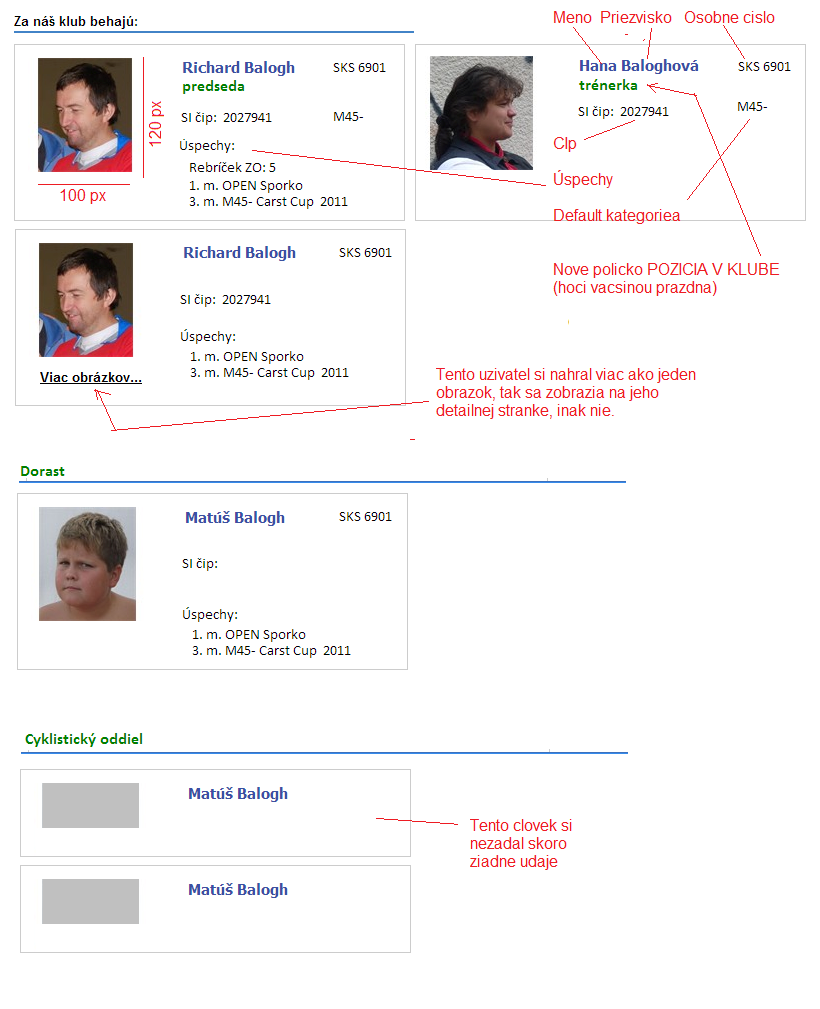 Za náš klub behajú:
Meno Priezvisko Osobne cislo
Richard Balogh SKS 6901
predseda
SI čip: 2027941 M45-
Úspechy:
Rebríček ZO: 5
1. m. OPEN Sporko
3. m. M45- Carst Cup 2011
120 px
100 px
Hana Baloghová SKS 6901
trénerka
SI čip: 2027941 M45-
CIp
Úspechy
Default kategoriea
Nove policko POZICIA V KLUBE
(hoci vacsinou prazdna)
Richard Balogh SKS 6901
SI čip: 2027941
Úspechy:
1. m. OPEN Sporko
3. m. M45- Carst Cup 2011
Viac obrázkov...
Tento uzivatel si nahral viac ako jeden
obrazok, tak sa zobrazia na jeho
detailnej stranke, inak nie.
Dorast
Matúš Balogh SKS 6901
SI čip:
Úspechy:
1. m. OPEN Sporko
3. m. M45- Carst Cup 2011
Cyklistický oddiel
Matúš Balogh
Tento clovek si
nezadal skoro
ziadne udaje
Matúš Balogh